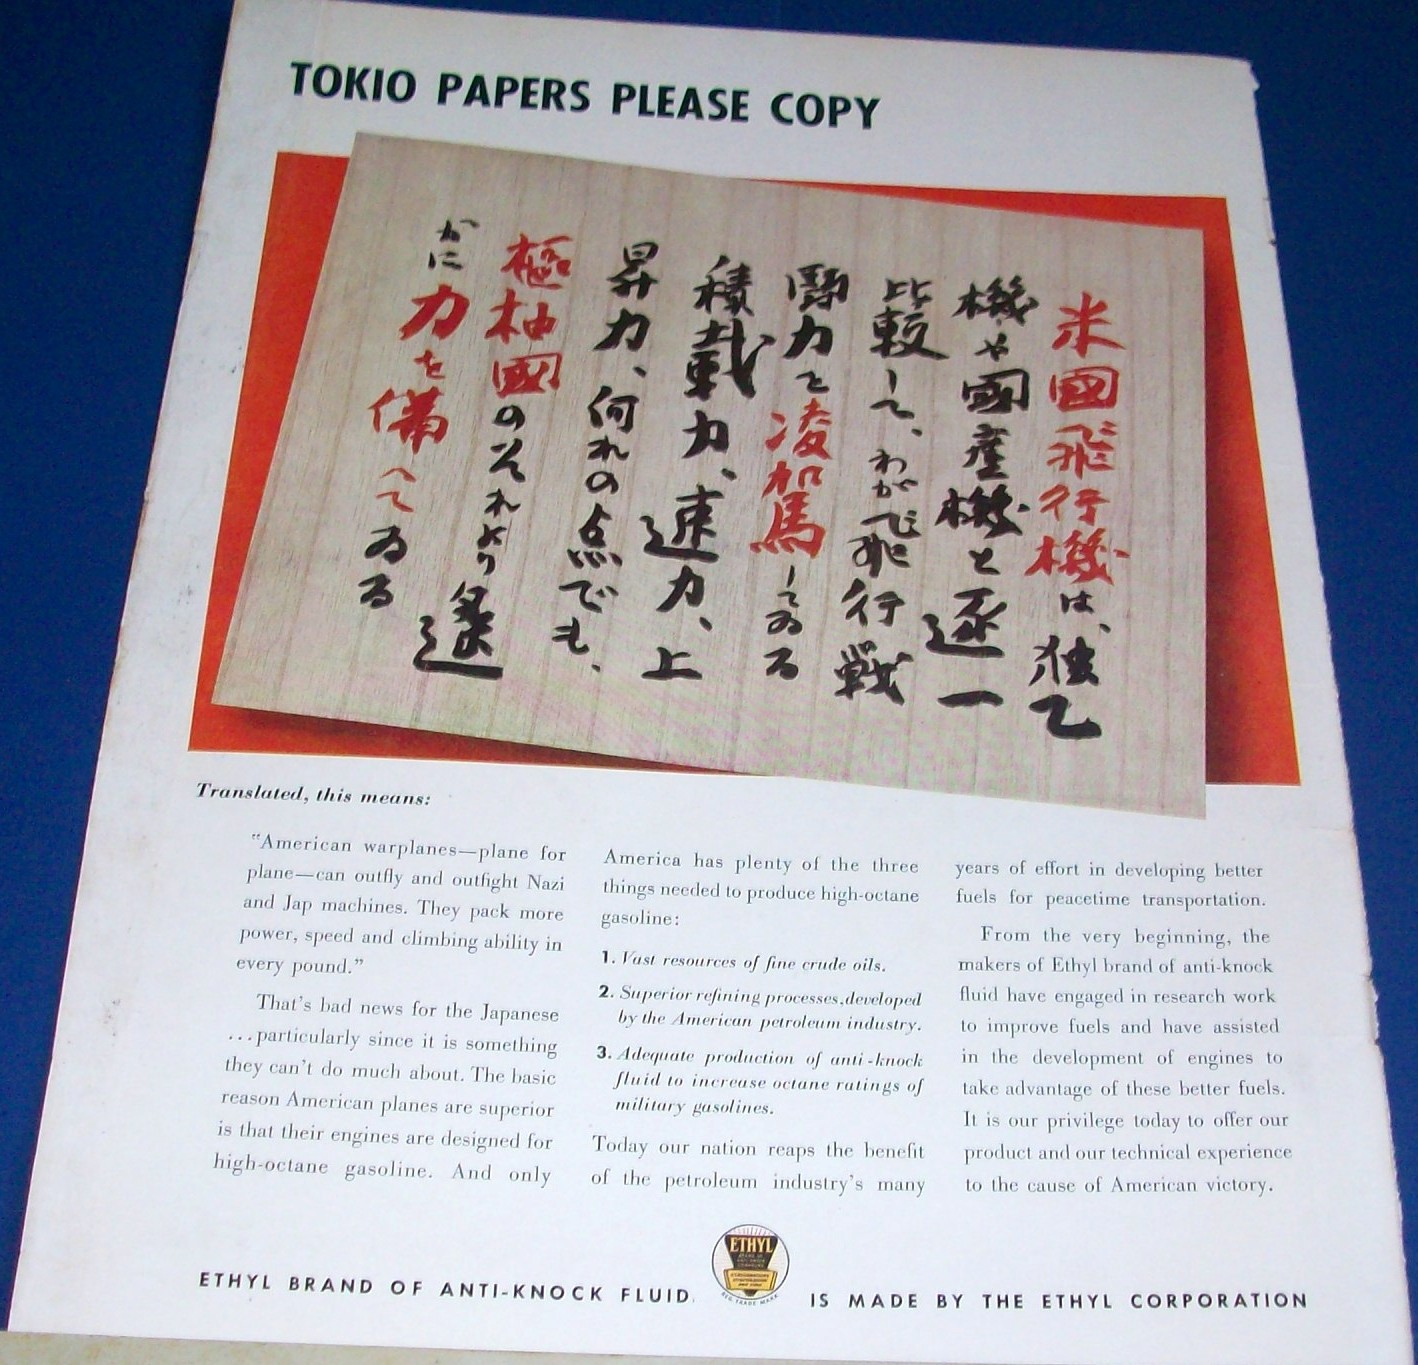 TOKIO PAPERS PLEASE COPY
米國飛行機は、独乙
機や國産機と逐一
比較して、わが飛行戦
鬪力を凌駕してゐる
積載力、速力、上
昇力、何れの点でも、
樞柚國のそれより遙
かに力を備へてゐる
Translated, this means:
"American warplanes—plane for
plane—can outfly and outfight Nazi
and Jap machines. They pack more
power, speed and climbing ability in
every pound."
That's bad news for the Japanese
...particularly since it is something
they can't do much about. The basic
reason American planes are superior
is that their engines are designed for
high-octane gasoline. And only
America has plenty of the three
things needed to produce high-octane
gasoline:
1. Vast resources of fine crude oils.
2. Superior refining processes, developed
by the American petroleum industry.
3. Adequate production of anti-knock
fluid to increase octane ratings of
military gasolines.
Today our nation reaps the benefit
of the petroleum industry's many
years of effort in developing better
fuels for peacetime transportation.
From the very beginning, the
makers of Ethyl brand of anti-knock
fluid have engaged in research work
to improve fuels and have assisted
in the development of engines to
take advantage of these better fuels.
It is our privilege today to offer our
product and our technical experience
to the cause of American victory.
ETHYL BRAND OF ANTI-KNOCK FLUID
ETHYL
REG. TRADE MARK
IS MADE BY THE ETHYL CORPORATION